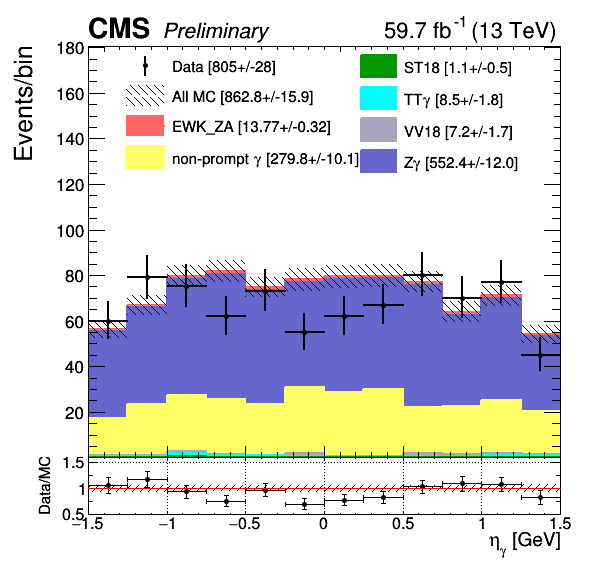 CMS Preliminary 59.7 fb⁻¹ (13 TeV)
Events/bin
180
160
140
120
100
80
60
40
20
Data [805+/-28]
All MC [862.8+/-15.9]
EWK_ZA [13.77+/-0.32]
non-prompt γ [279.8+/-10.1]
ST18 [1.1+/-0.5]
TTγ [8.5+/-1.8]
VV18 [7.2+/-1.7]
Zγ [552.4+/-12.0]
Data/MC
1.5
1
0.5
−1.5 −1 −0.5 0 0.5 1 1.5
η_γ [GeV]